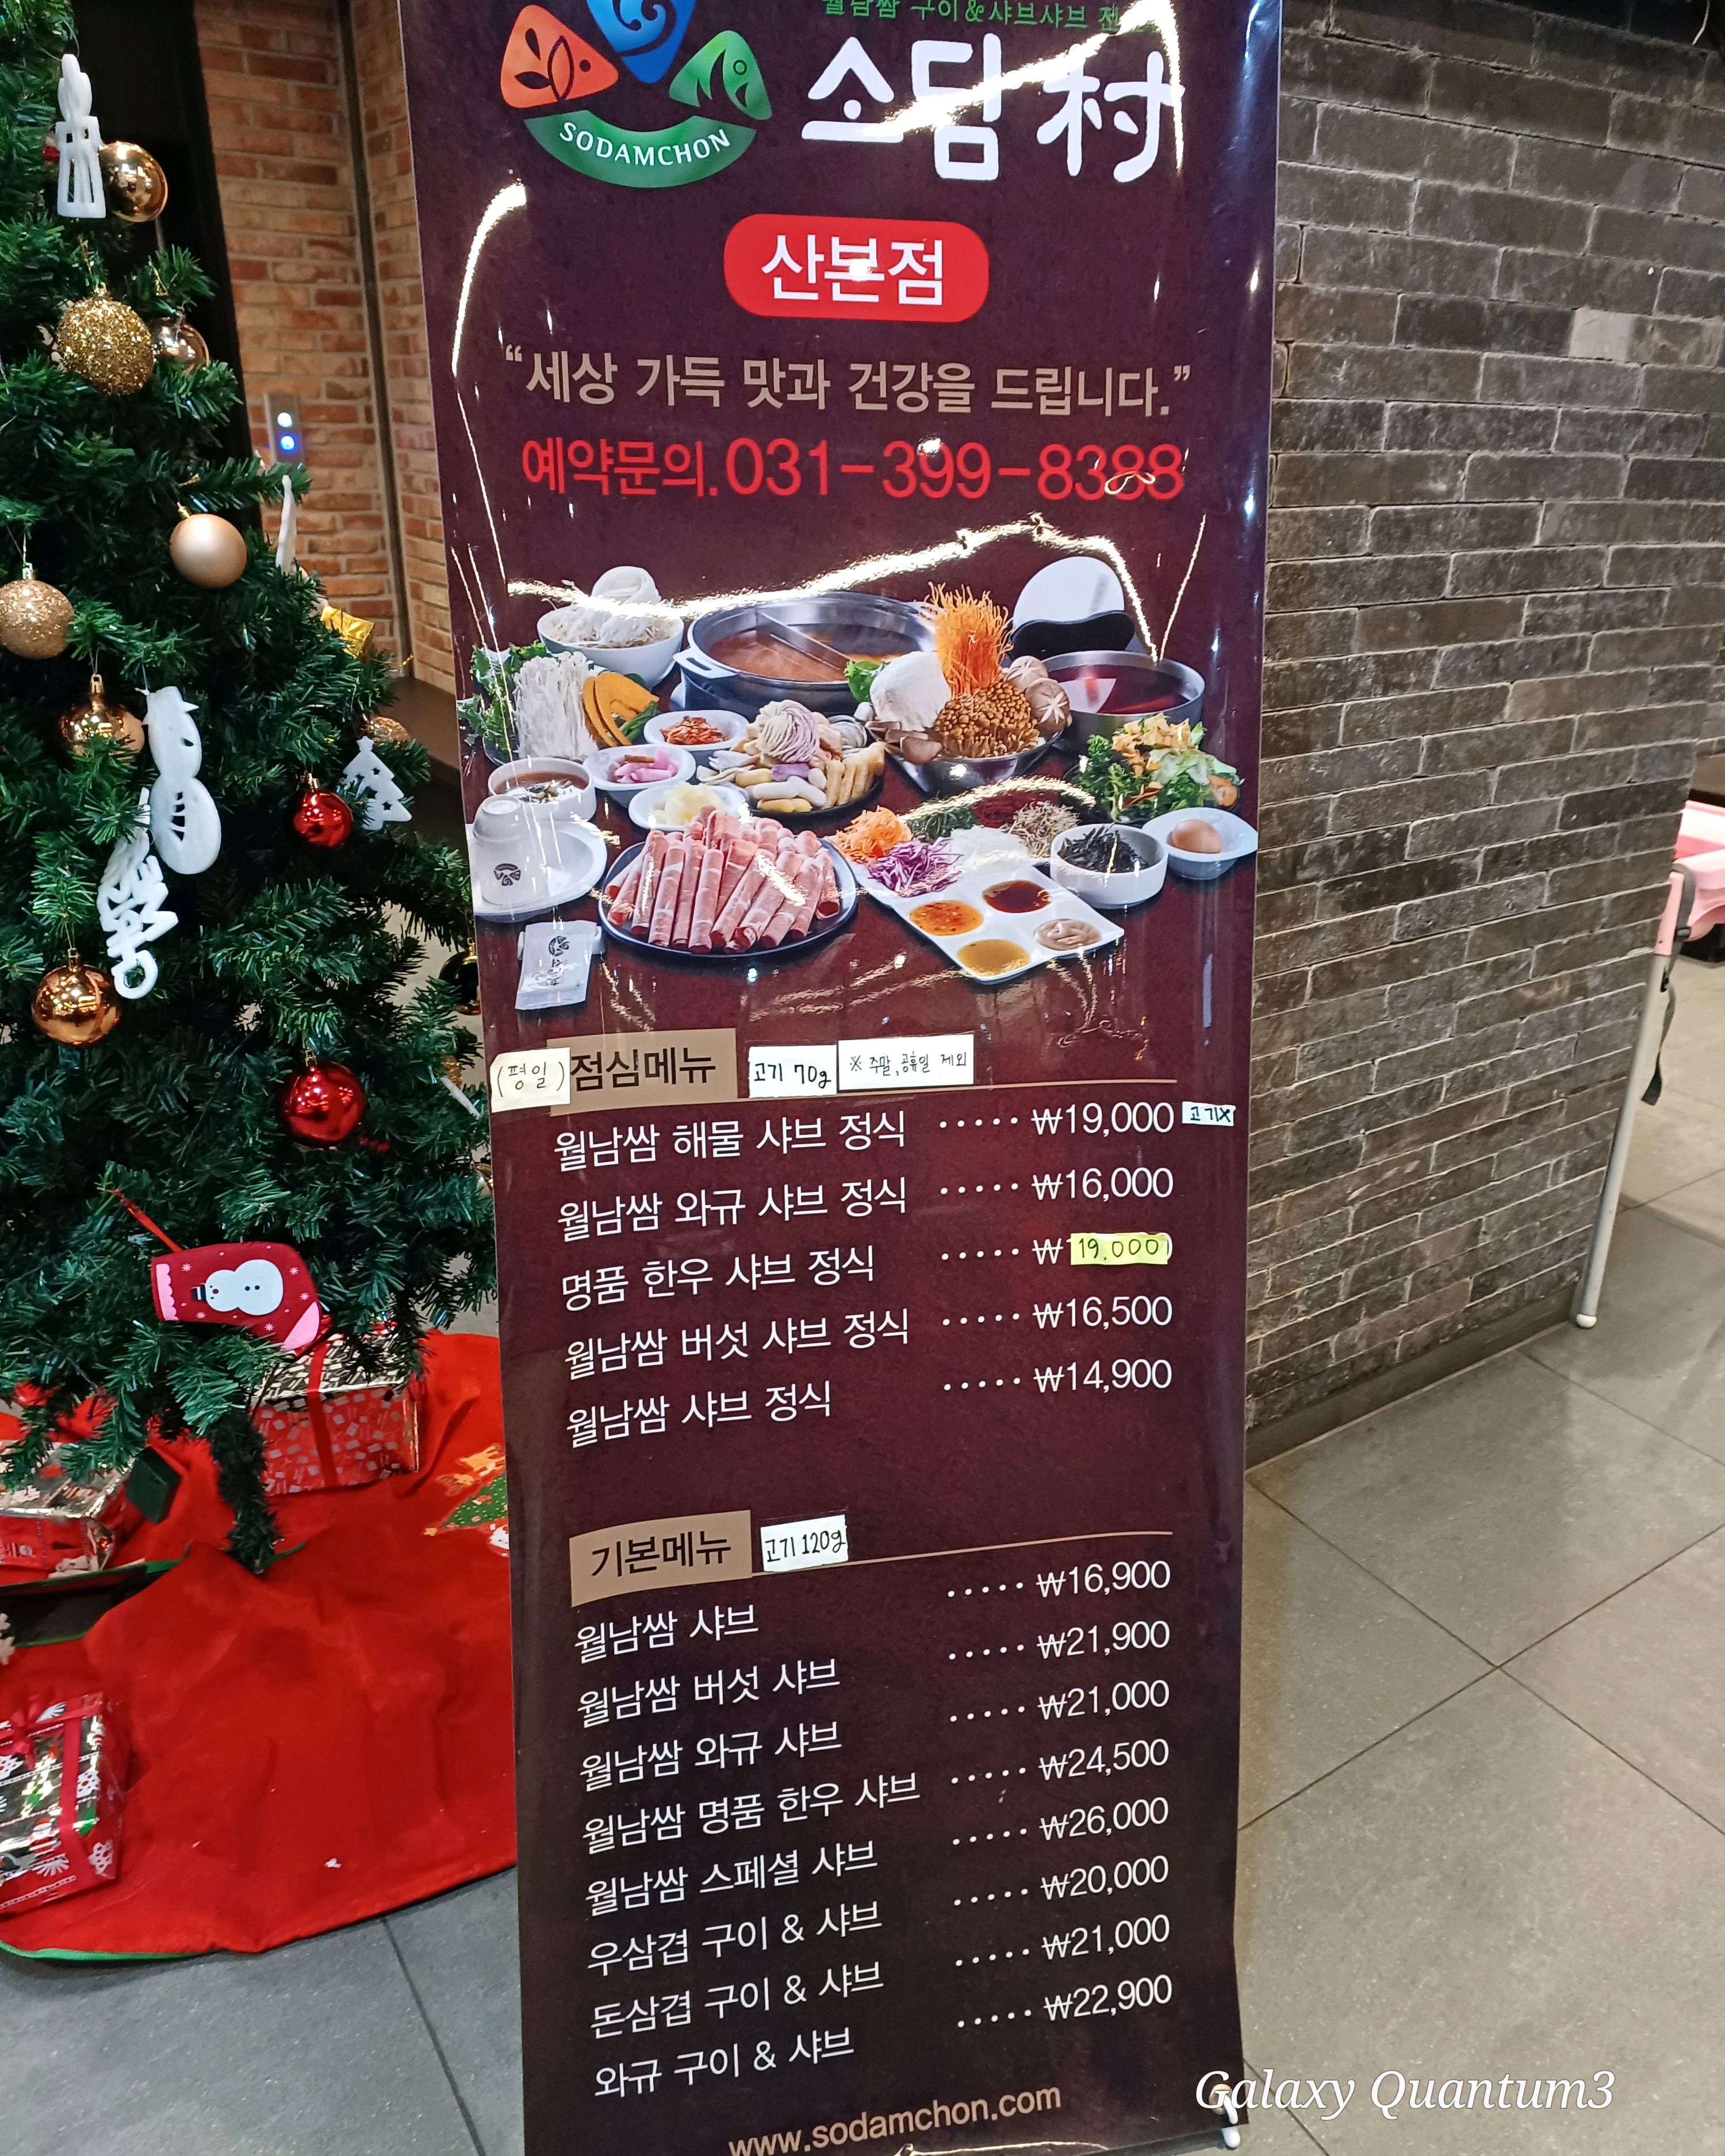 월남쌈 구이&샤브샤브
소담村
SODAMCHON
산본점
“세상 가득 맛과 건강을 드립니다.”
예약문의.031-399-8388
(평일) 점심메뉴 고기 70g ※ 주말,공휴일 제외
월남쌈 해물 샤브 정식 ····· ₩19,000 고기X
월남쌈 와규 샤브 정식 ····· ₩16,000
명품 한우 샤브 정식 ····· ₩19.000
월남쌈 버섯 샤브 정식 ····· ₩16,500
월남쌈 샤브 정식 ····· ₩14,900
기본메뉴 고기 120g
월남쌈 샤브 ····· ₩16,900
월남쌈 버섯 샤브 ····· ₩21,900
월남쌈 와규 샤브 ····· ₩21,000
월남쌈 명품 한우 샤브 ····· ₩24,500
월남쌈 스페셜 샤브 ····· ₩26,000
우삼겹 구이 & 샤브 ····· ₩20,000
돈삼겹 구이 & 샤브 ····· ₩21,000
와규 구이 & 샤브 ····· ₩22,900
www.sodamchon.com
Galaxy Quantum3